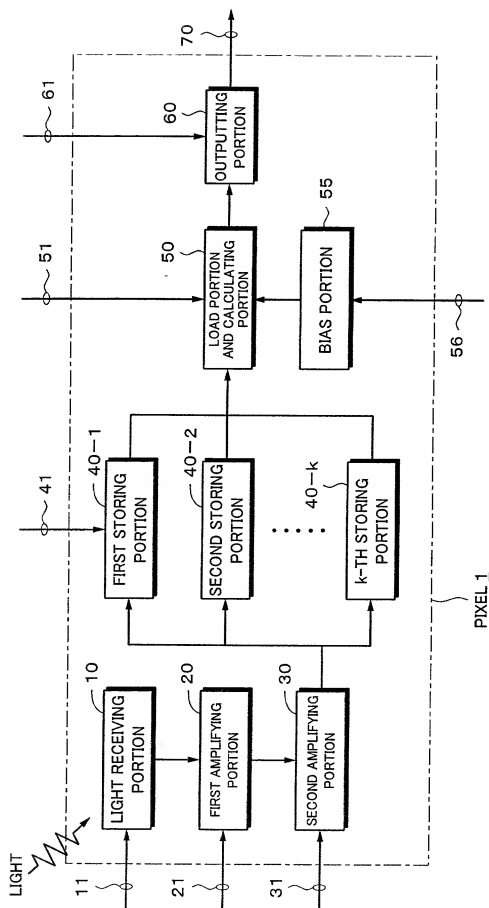 LIGHT
11
21
31
10
LIGHT RECEIVING
PORTION
20
FIRST AMPLIFYING
PORTION
30
SECOND AMPLIFYING
PORTION
41
40-1
FIRST STORING
PORTION
40-2
SECOND STORING
PORTION
.....
40-k
k-TH STORING
PORTION
51
50
LOAD PORTION
AND CALCULATING
PORTION
55
BIAS PORTION
56
61
60
OUTPUTTING
PORTION
70
PIXEL 1